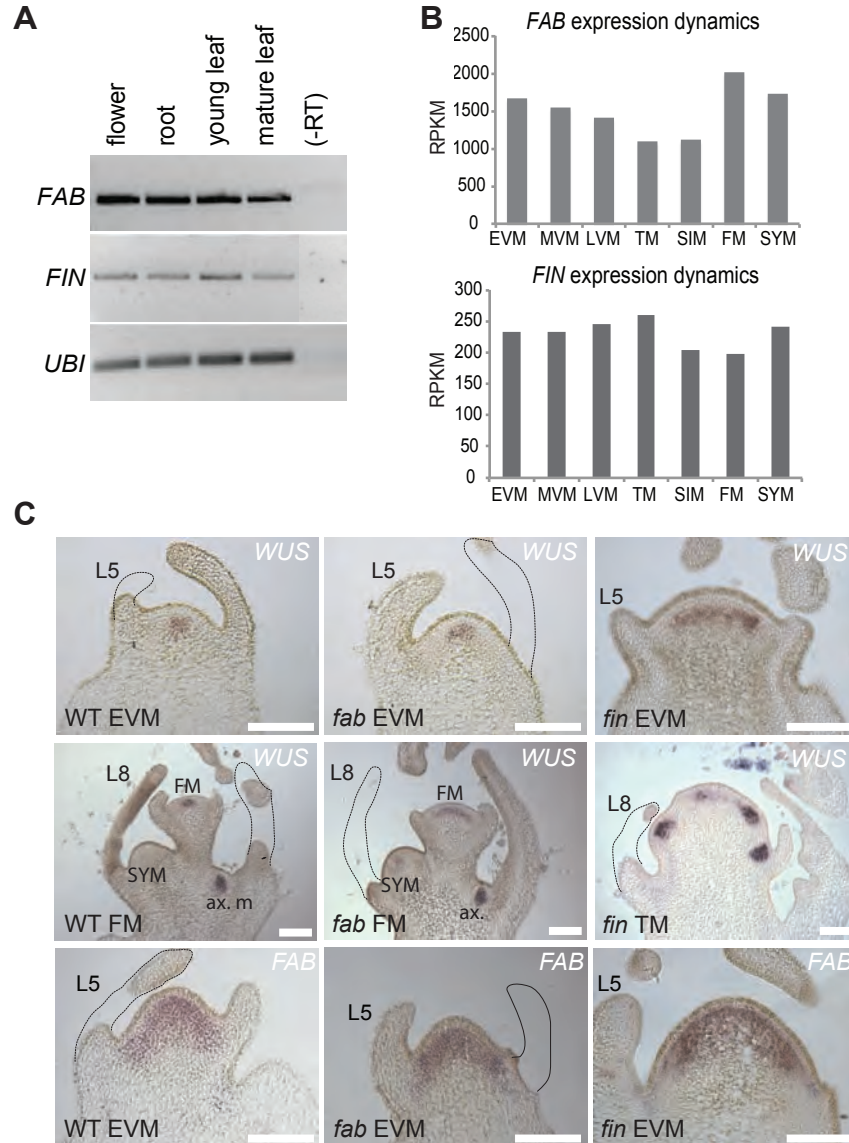 A
flower
root
young leaf
mature leaf
(-RT)
FAB
FIN
UBI
B
FAB expression dynamics
RPKM
2500
2000
1500
1000
500
0
EVM MVM LVM TM SIM FM SYM
FIN expression dynamics
RPKM
300
250
200
150
100
50
0
EVM MVM LVM TM SIM FM SYM
C
WUS
L5
WT EVM
WUS
L5
fab EVM
WUS
L5
fin EVM
WUS
L8
FM
SYM
ax. m
WT FM
WUS
L8
FM
SYM
ax.
fab FM
WUS
L8
fin TM
FAB
L5
WT EVM
FAB
L5
fab EVM
FAB
fin EVM